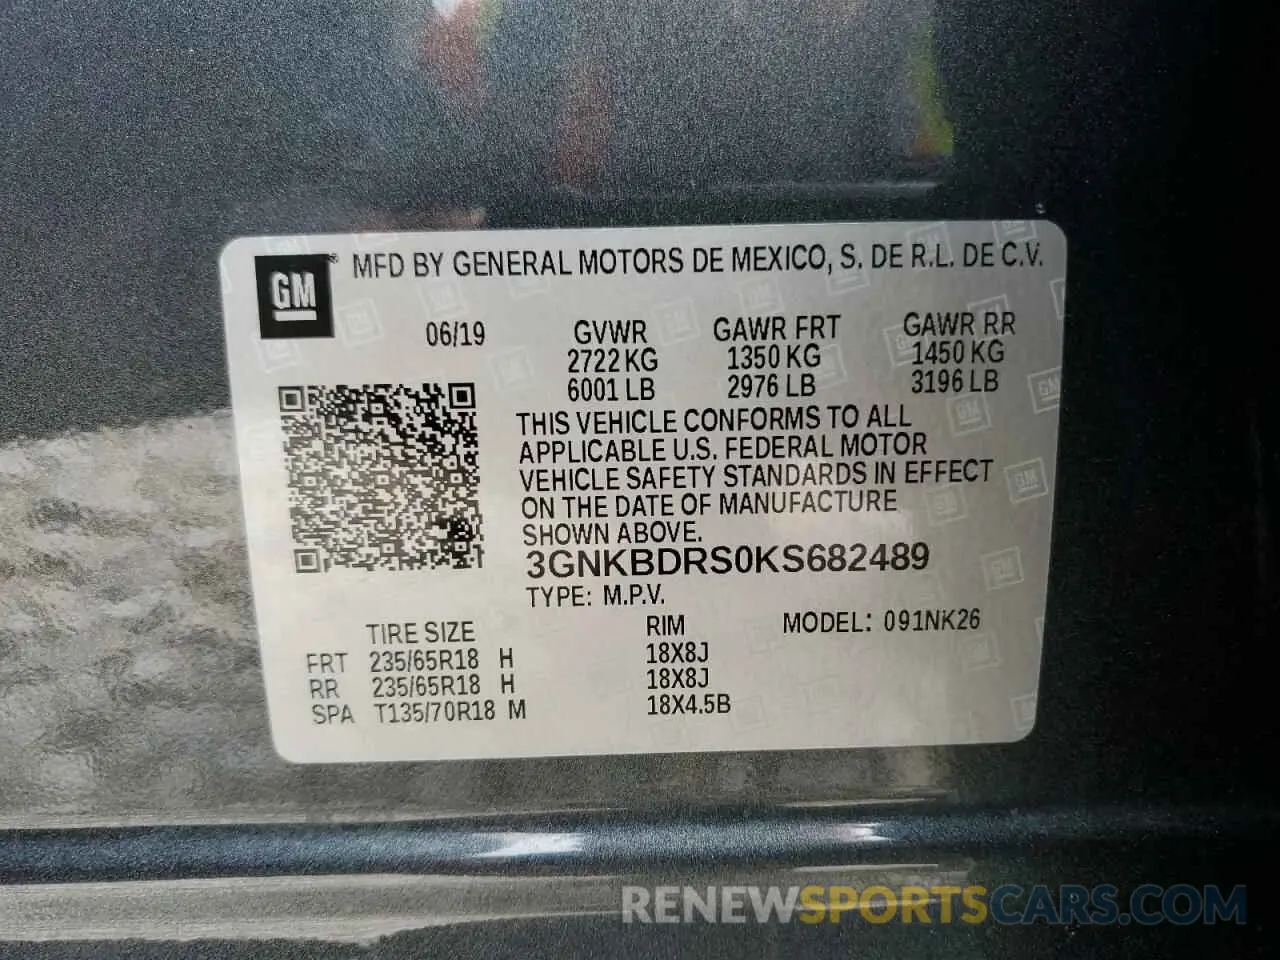 GM® MFD BY GENERAL MOTORS DE MEXICO, S. DE R.L. DE C.V.
06/19 GVWR GAWR FRT GAWR RR
2722 KG 1350 KG 1450 KG
6001 LB 2976 LB 3196 LB
THIS VEHICLE CONFORMS TO ALL
APPLICABLE U.S. FEDERAL MOTOR
VEHICLE SAFETY STANDARDS IN EFFECT
ON THE DATE OF MANUFACTURE
SHOWN ABOVE.
3GNKBDRS0KS682489
TYPE: M.P.V.
TIRE SIZE RIM MODEL: 091NK26
FRT 235/65R18 H 18X8J
RR 235/65R18 H 18X8J
SPA T135/70R18 M 18X4.5B
RENEWSPORTSCARS.COM